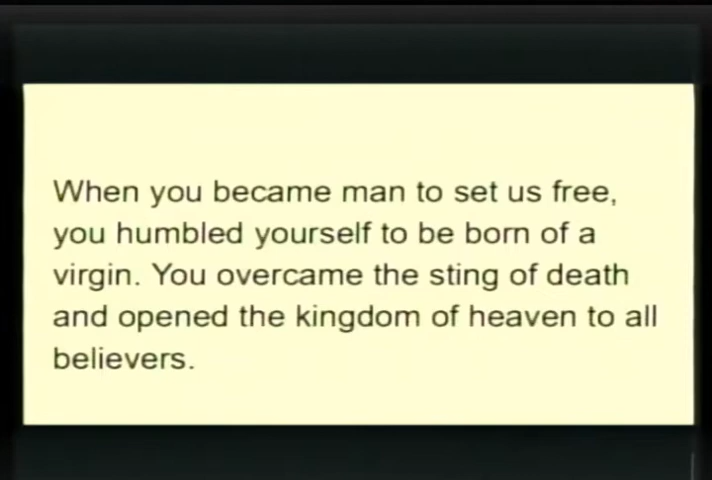 When you became man to set us free,
you humbled yourself to be born of a
virgin. You overcame the sting of death
and opened the kingdom of heaven to all
believers.